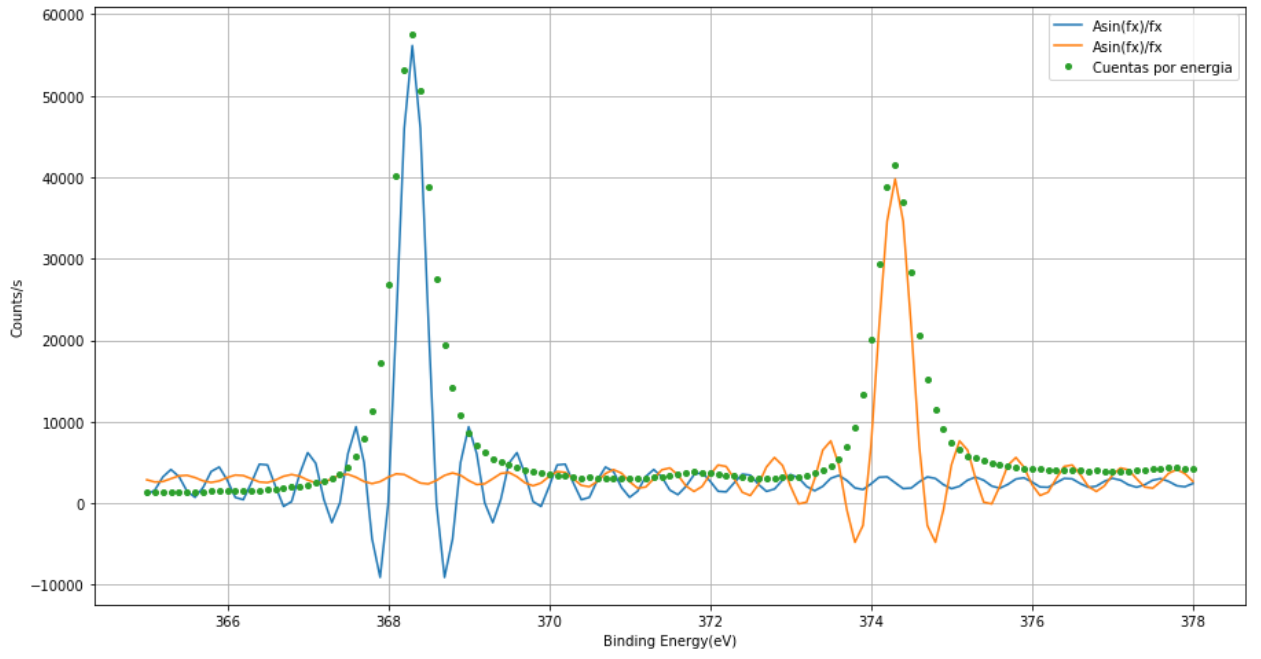 60000
50000
40000
30000
20000
10000
0
−10000
Counts/s
Asin(fx)/fx
Asin(fx)/fx
Cuentas por energia
366 368 370 372 374 376 378
Binding Energy(eV)